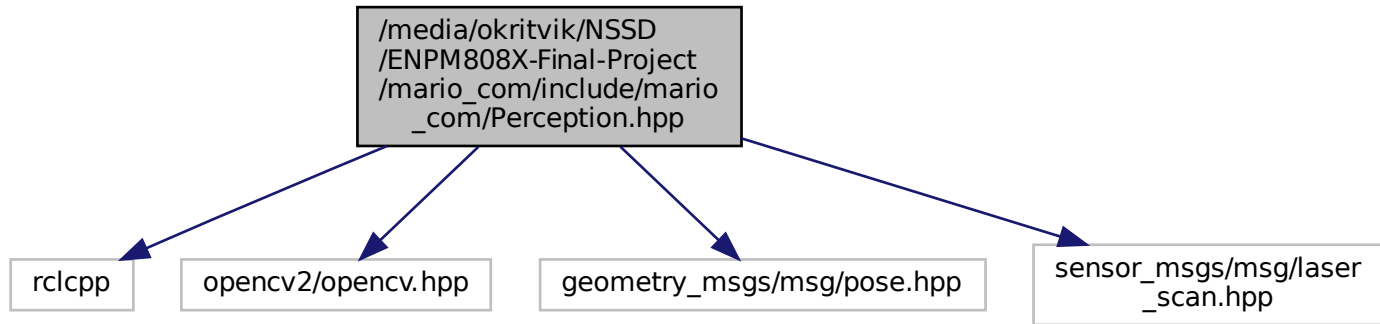 /media/okritvik/NSSD
/ENPM808X-Final-Project
/mario_com/include/mario
_com/Perception.hpp
rclcpp
opencv2/opencv.hpp
geometry_msgs/msg/pose.hpp
sensor_msgs/msg/laser
_scan.hpp